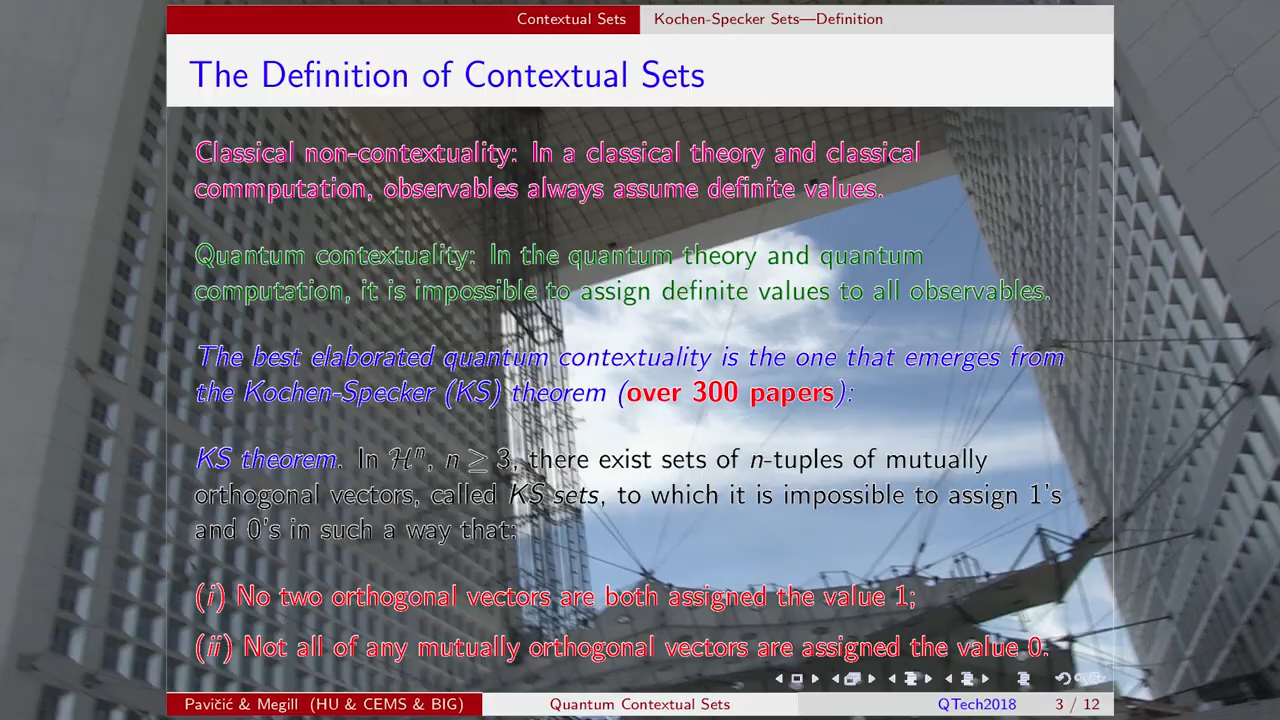 Contextual Sets Kochen-Specker Sets—Definition
The Definition of Contextual Sets
Classical non-contextuality: In a classical theory and classical
commputation, observables always assume definite values.
Quantum contextuality: In the quantum theory and quantum
computation, it is impossible to assign definite values to all observables.
The best elaborated quantum contextuality is the one that emerges from
the Kochen-Specker (KS) theorem (over 300 papers):
KS theorem. In ℋⁿ, n ≥ 3, there exist sets of n-tuples of mutually
orthogonal vectors, called KS sets, to which it is impossible to assign 1's
and 0's in such a way that:
(i) No two orthogonal vectors are both assigned the value 1;
(ii) Not all of any mutually orthogonal vectors are assigned the value 0.
Pavičić & Megill (HU & CEMS & BIG) Quantum Contextual Sets QTech2018 3 / 12